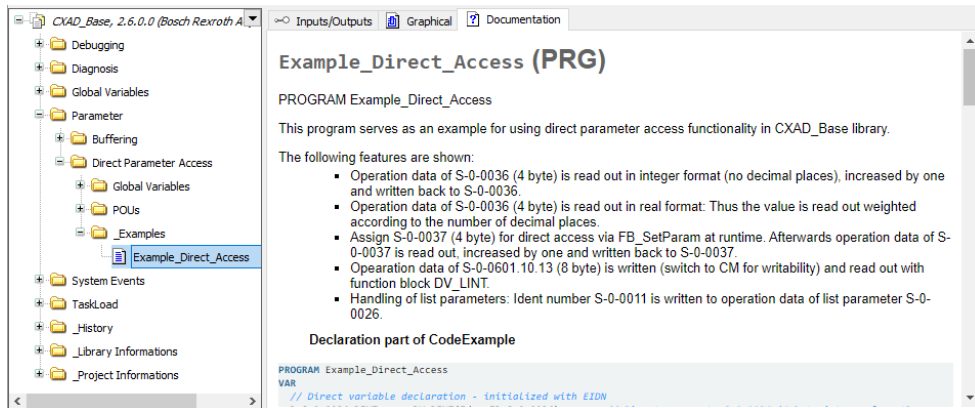 CXAD_Base, 2.6.0.0 (Bosch Rexroth A
Debugging
Diagnosis
Global Variables
Parameter
Buffering
Direct Parameter Access
Global Variables
POUs
_Examples
Example_Direct_Access
System Events
TaskLoad
_History
_Library Informations
_Project Informations
Inputs/Outputs Graphical Documentation
Example_Direct_Access (PRG)
PROGRAM Example_Direct_Access
This program serves as an example for using direct parameter access functionality in CXAD_Base library.
The following features are shown:
Operation data of S-0-0036 (4 byte) is read out in integer format (no decimal places), increased by one
and written back to S-0-0036.
Operation data of S-0-0036 (4 byte) is read out in real format: Thus the value is read out weighted
according to the number of decimal places.
Assign S-0-0037 (4 byte) for direct access via FB_SetParam at runtime. Afterwards operation data of S-
0-0037 is read out, increased by one and written back to S-0-0037.
Opearation data of S-0-0601.10.13 (8 byte) is written (switch to CM for writability) and read out with
function block DV_LINT.
Handling of list parameters: Ident number S-0-0011 is written to operation data of list parameter S-0-
0026.
Declaration part of CodeExample
PROGRAM Example_Direct_Access
VAR
// Direct variable declaration - initialized with EIDN